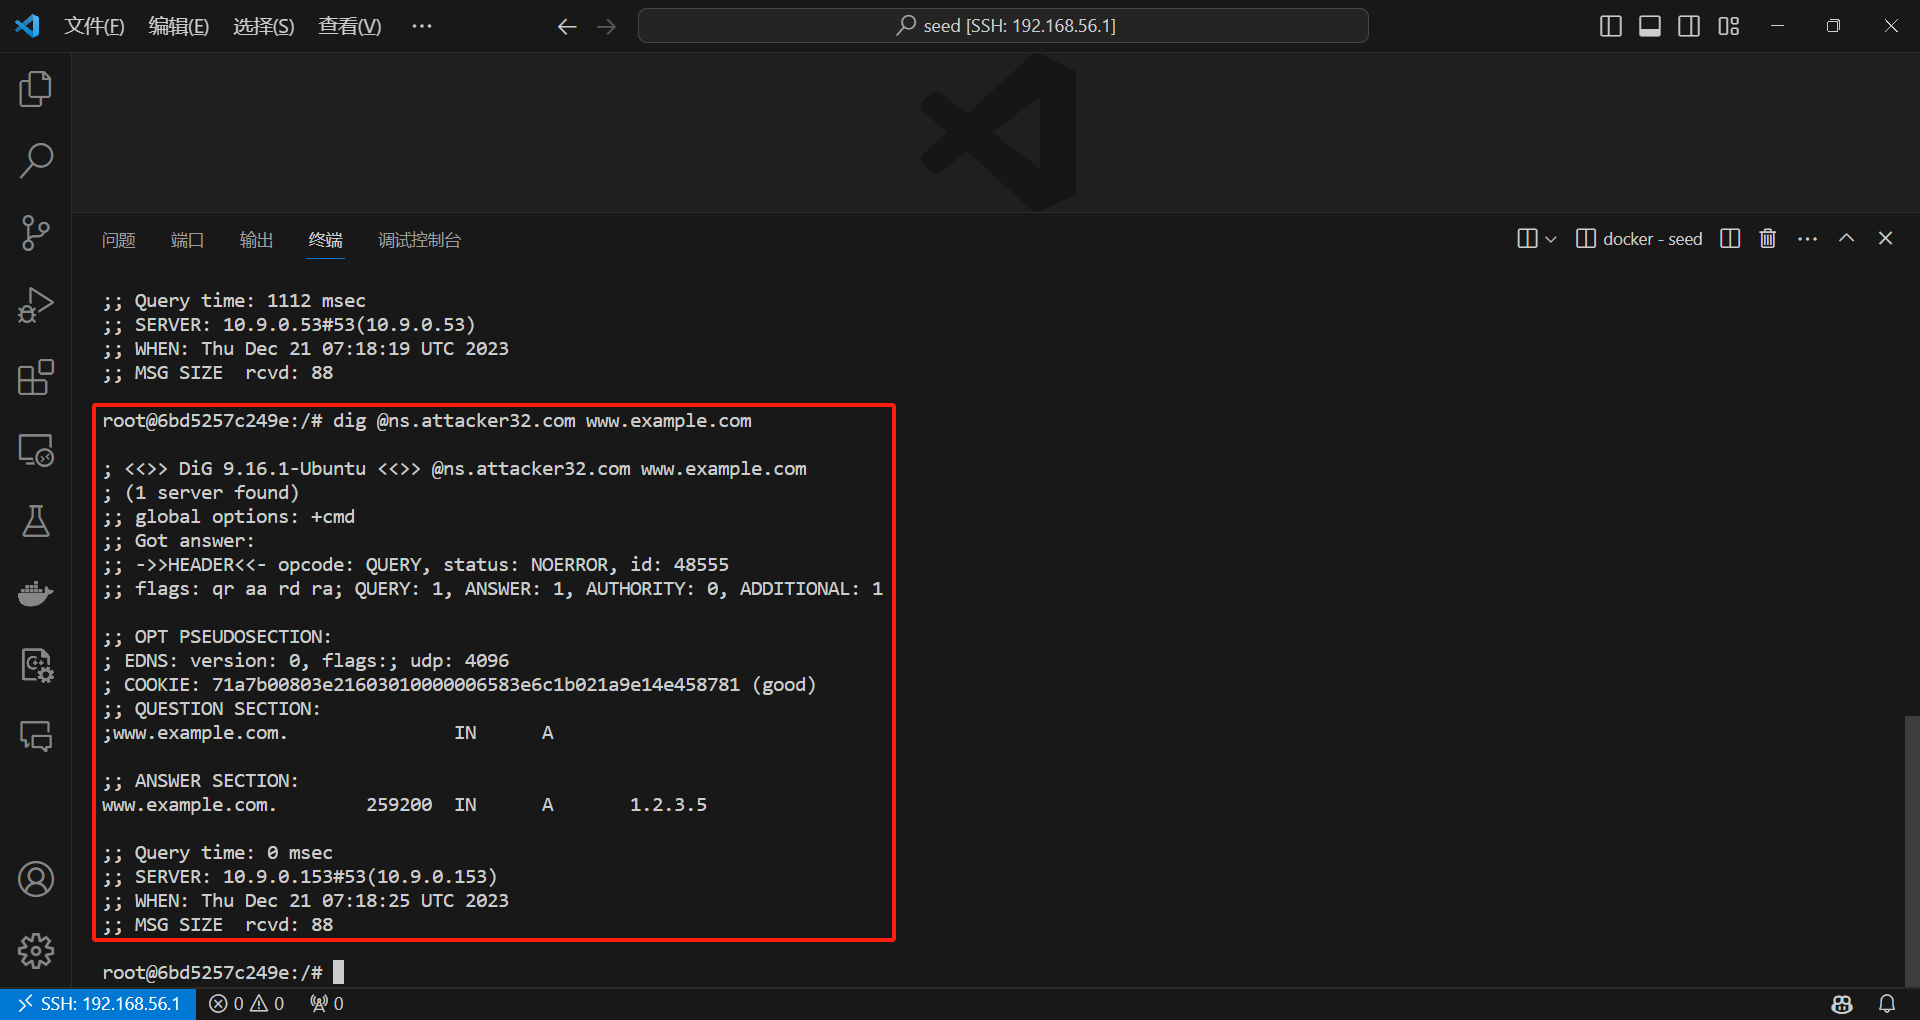 文件(F) 编辑(E) 选择(S) 查看(V) ··· seed [SSH: 192.168.56.1]
问题 端口 输出 终端 调试控制台 docker - seed
;; Query time: 1112 msec
;; SERVER: 10.9.0.53#53(10.9.0.53)
;; WHEN: Thu Dec 21 07:18:19 UTC 2023
;; MSG SIZE  rcvd: 88
root@6bd5257c249e:/# dig @ns.attacker32.com www.example.com
; <<>> DiG 9.16.1-Ubuntu <<>> @ns.attacker32.com www.example.com
; (1 server found)
;; global options: +cmd
;; Got answer:
;; ->>HEADER<<- opcode: QUERY, status: NOERROR, id: 48555
;; flags: qr aa rd ra; QUERY: 1, ANSWER: 1, AUTHORITY: 0, ADDITIONAL: 1
;; OPT PSEUDOSECTION:
; EDNS: version: 0, flags:; udp: 4096
; COOKIE: 71a7b00803e21603010000006583e6c1b021a9e14e458781 (good)
;; QUESTION SECTION:
;www.example.com. IN A
;; ANSWER SECTION:
www.example.com. 259200 IN A 1.2.3.5
;; Query time: 0 msec
;; SERVER: 10.9.0.153#53(10.9.0.153)
;; WHEN: Thu Dec 21 07:18:25 UTC 2023
;; MSG SIZE  rcvd: 88
root@6bd5257c249e:/#
SSH: 192.168.56.1 0 0 0